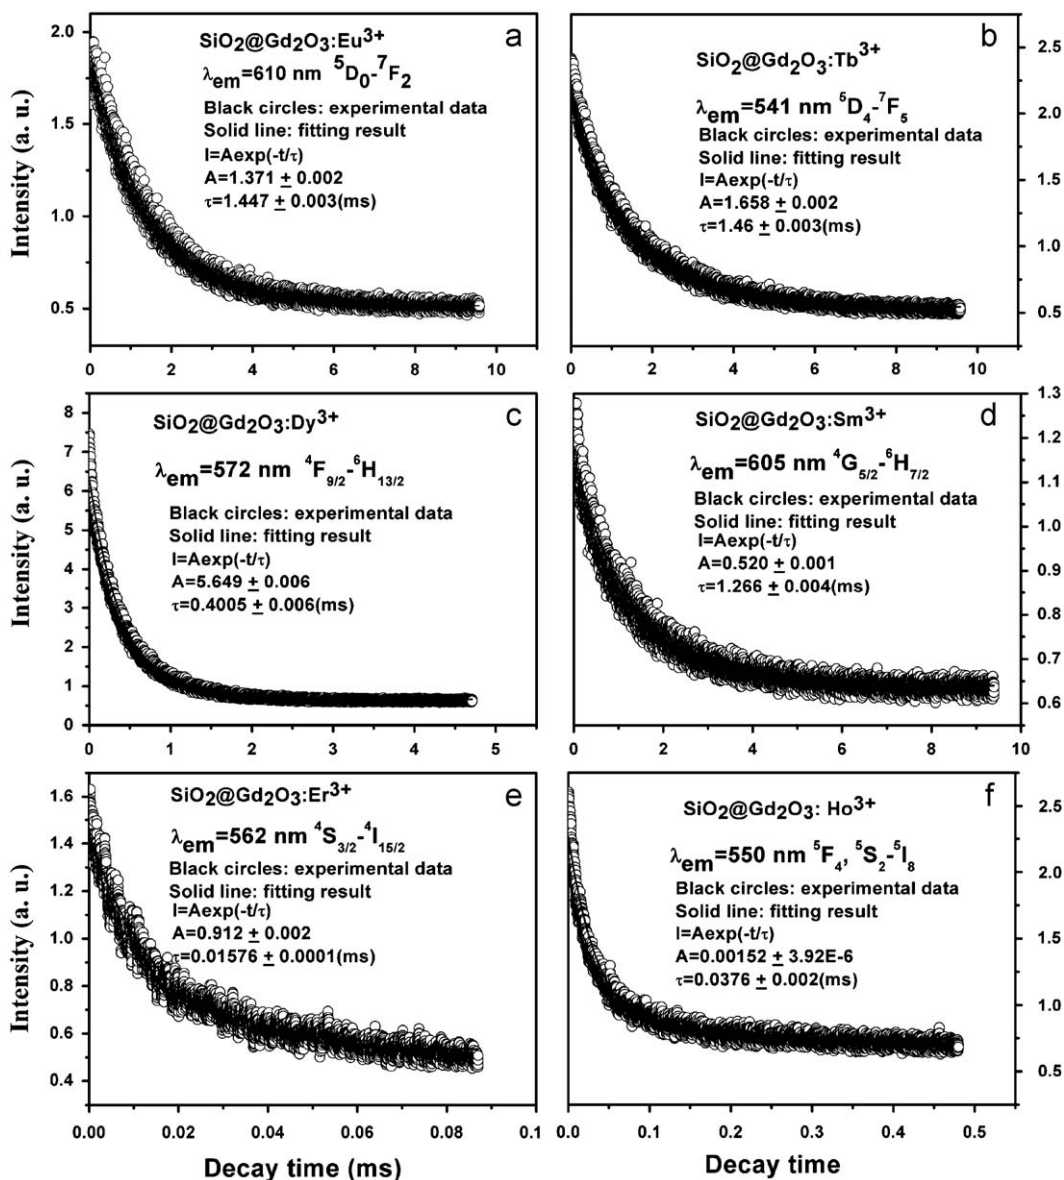 a
SiO2@Gd2O3:Eu3+
λem=610 nm 5D0-7F2
Black circles: experimental data
Solid line: fitting result
I=Aexp(-t/τ)
A=1.371 ± 0.002
τ=1.447 ± 0.003(ms)
Intensity (a. u.)
2.0
1.5
1.0
0.5
0 2 4 6 8 10
b
SiO2@Gd2O3:Tb3+
λem=541 nm 5D4-7F5
Black circles: experimental data
Solid line: fitting result
I=Aexp(-t/τ)
A=1.658 ± 0.002
τ=1.46 ± 0.003(ms)
2.5
2.0
1.5
1.0
0.5
0 2 4 6 8 10
c
SiO2@Gd2O3:Dy3+
λem=572 nm 4F9/2-6H13/2
Black circles: experimental data
Solid line: fitting result
I=Aexp(-t/τ)
A=5.649 ± 0.006
τ=0.4005 ± 0.006(ms)
Intensity (a. u.)
8
7
6
5
4
3
2
1
0
0 1 2 3 4 5
d
SiO2@Gd2O3:Sm3+
λem=605 nm 4G5/2-6H7/2
Black circles: experimental data
Solid line: fitting result
I=Aexp(-t/τ)
A=0.520 ± 0.001
τ=1.266 ± 0.004(ms)
1.3
1.2
1.1
1.0
0.9
0.8
0.7
0.6
0 2 4 6 8 10
e
SiO2@Gd2O3:Er3+
λem=562 nm 4S3/2-4I15/2
Black circles: experimental data
Solid line: fitting result
I=Aexp(-t/τ)
A=0.912 ± 0.002
τ=0.01576 ± 0.0001(ms)
Intensity (a. u.)
1.6
1.4
1.2
1.0
0.8
0.6
0.4
0.00 0.02 0.04 0.06 0.08 0.10
Decay time (ms)
f
SiO2@Gd2O3: Ho3+
λem=550 nm 5F4, 5S2-5I8
Black circles: experimental data
Solid line: fitting result
I=Aexp(-t/τ)
A=0.00152 ± 3.92E-6
τ=0.0376 ± 0.002(ms)
2.5
2.0
1.5
1.0
0.5
0.0 0.1 0.2 0.3 0.4 0.5
Decay time